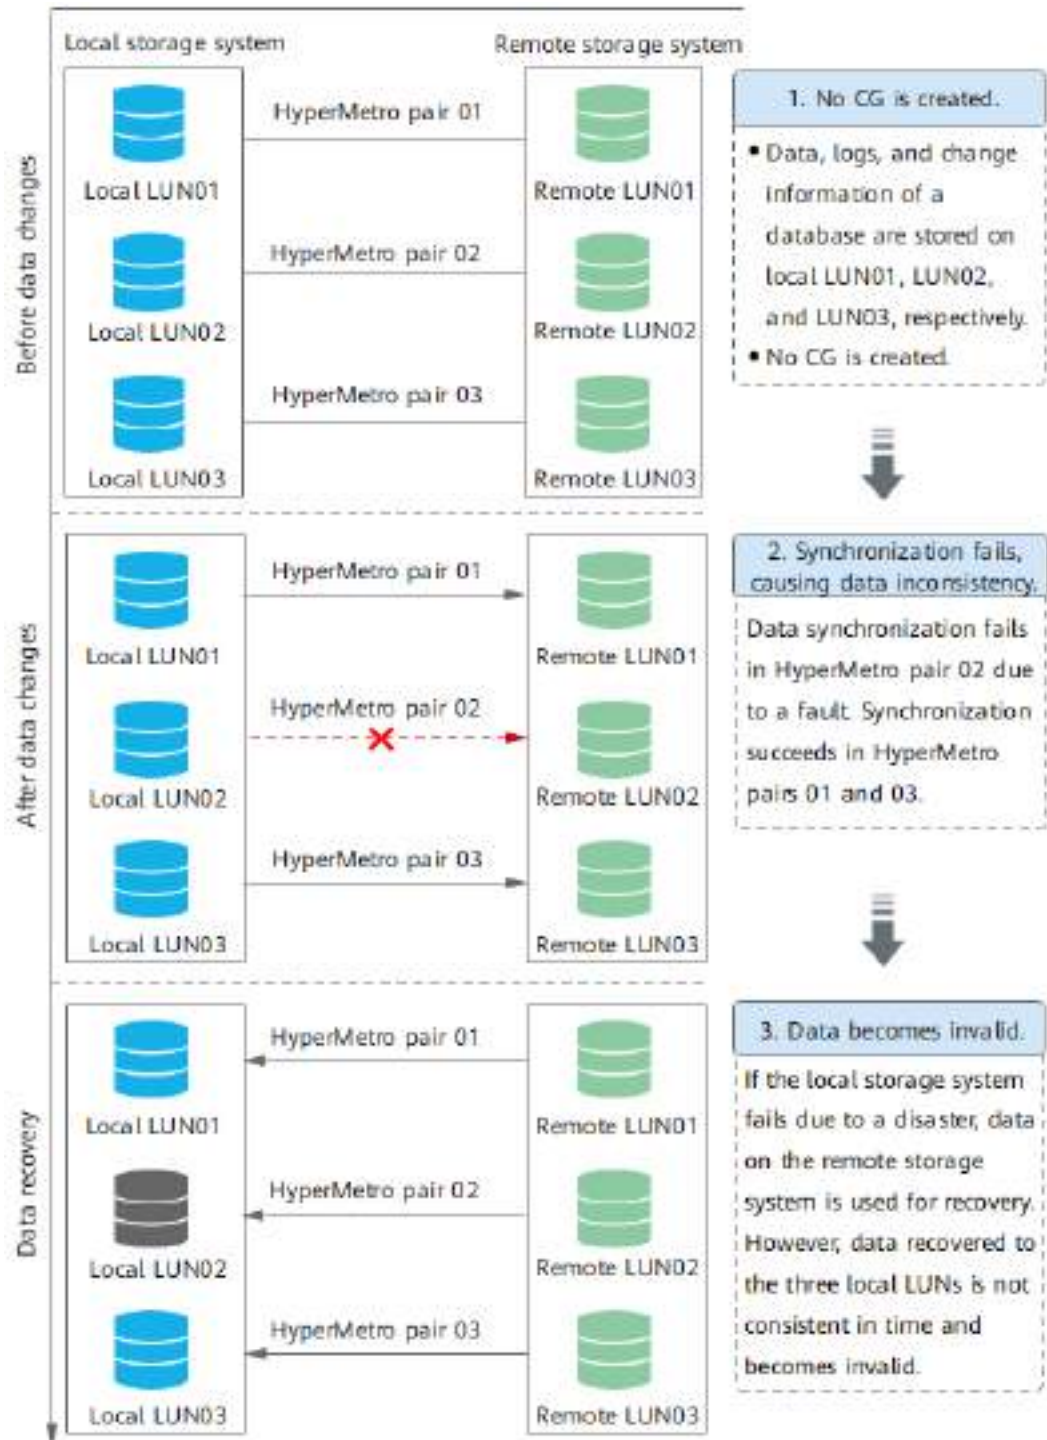 Local storage system
Remote storage system
Before data changes
HyperMetro pair 01
Local LUN01
Remote LUN01
HyperMetro pair 02
Local LUN02
Remote LUN02
HyperMetro pair 03
Local LUN03
Remote LUN03
1. No CG is created.
• Data, logs, and change
information of a
database are stored on
local LUN01, LUN02,
and LUN03, respectively.
• No CG is created.
After data changes
HyperMetro pair 01
Local LUN01
Remote LUN01
HyperMetro pair 02
Local LUN02
Remote LUN02
HyperMetro pair 03
Local LUN03
Remote LUN03
2. Synchronization fails,
causing data inconsistency.
Data synchronization fails
in HyperMetro pair 02 due
to a fault. Synchronization
succeeds in HyperMetro
pairs 01 and 03.
Data recovery
HyperMetro pair 01
Local LUN01
Remote LUN01
HyperMetro pair 02
Local LUN02
Remote LUN02
HyperMetro pair 03
Local LUN03
Remote LUN03
3. Data becomes invalid.
If the local storage system
fails due to a disaster, data
on the remote storage
system is used for recovery.
However, data recovered to
the three local LUNs is not
consistent in time and
becomes invalid.